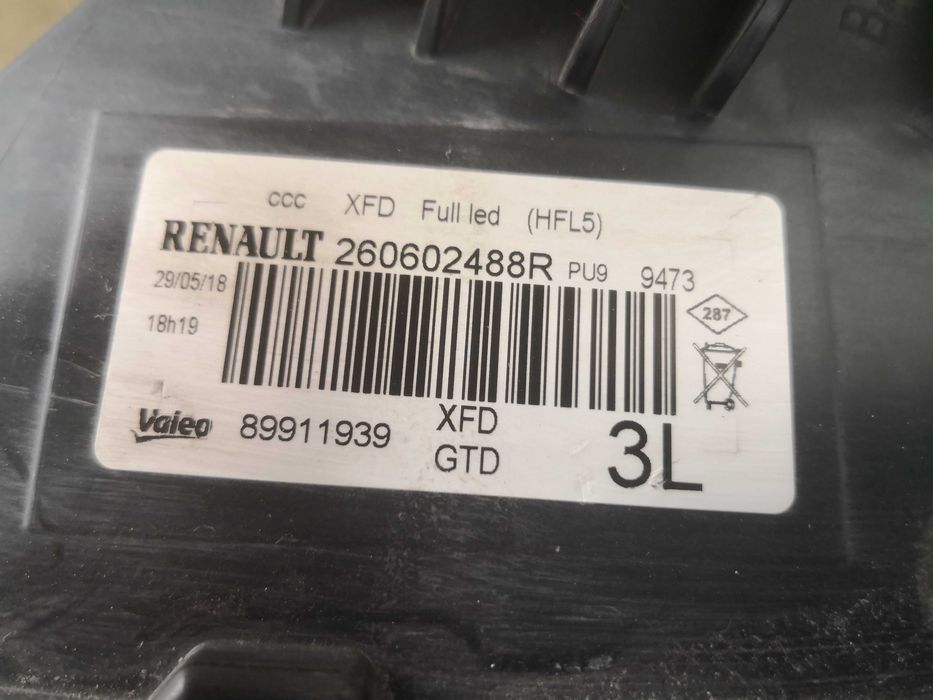 ccc XFD Full led (HFL5)
RENAULT 260602488R PU9 9473
29/05/18
287
18h19
Valeo 89911939 XFD
GTD
3L